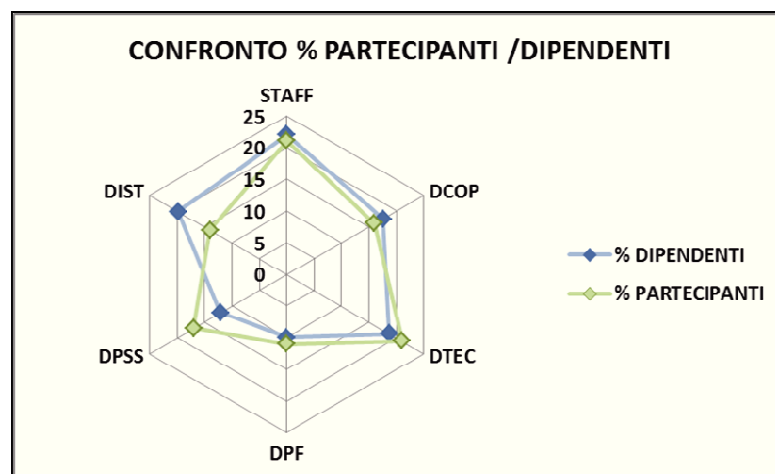 CONFRONTO % PARTECIPANTI /DIPENDENTI
STAFF
25
20
15
10
5
0
DCOP
DTEC
DPF
DPSS
DIST
% DIPENDENTI
% PARTECIPANTI